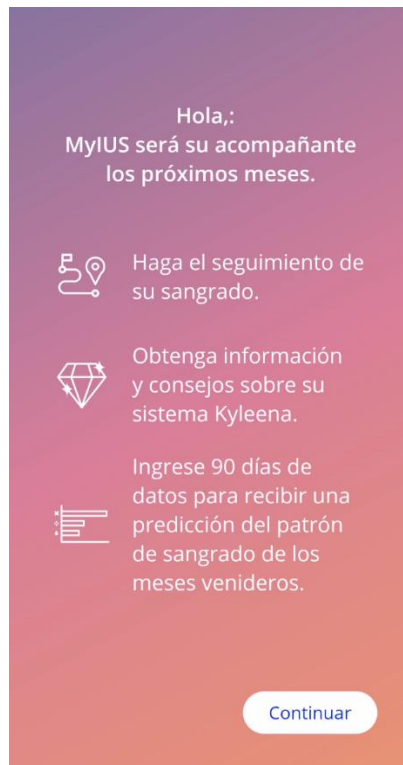 Hola,:
MyIUS será su acompañante
los próximos meses.
Haga el seguimiento de
su sangrado.
Obtenga información
y consejos sobre su
sistema Kyleena.
Ingrese 90 días de
datos para recibir una
predicción del patrón
de sangrado de los
meses venideros.
Continuar